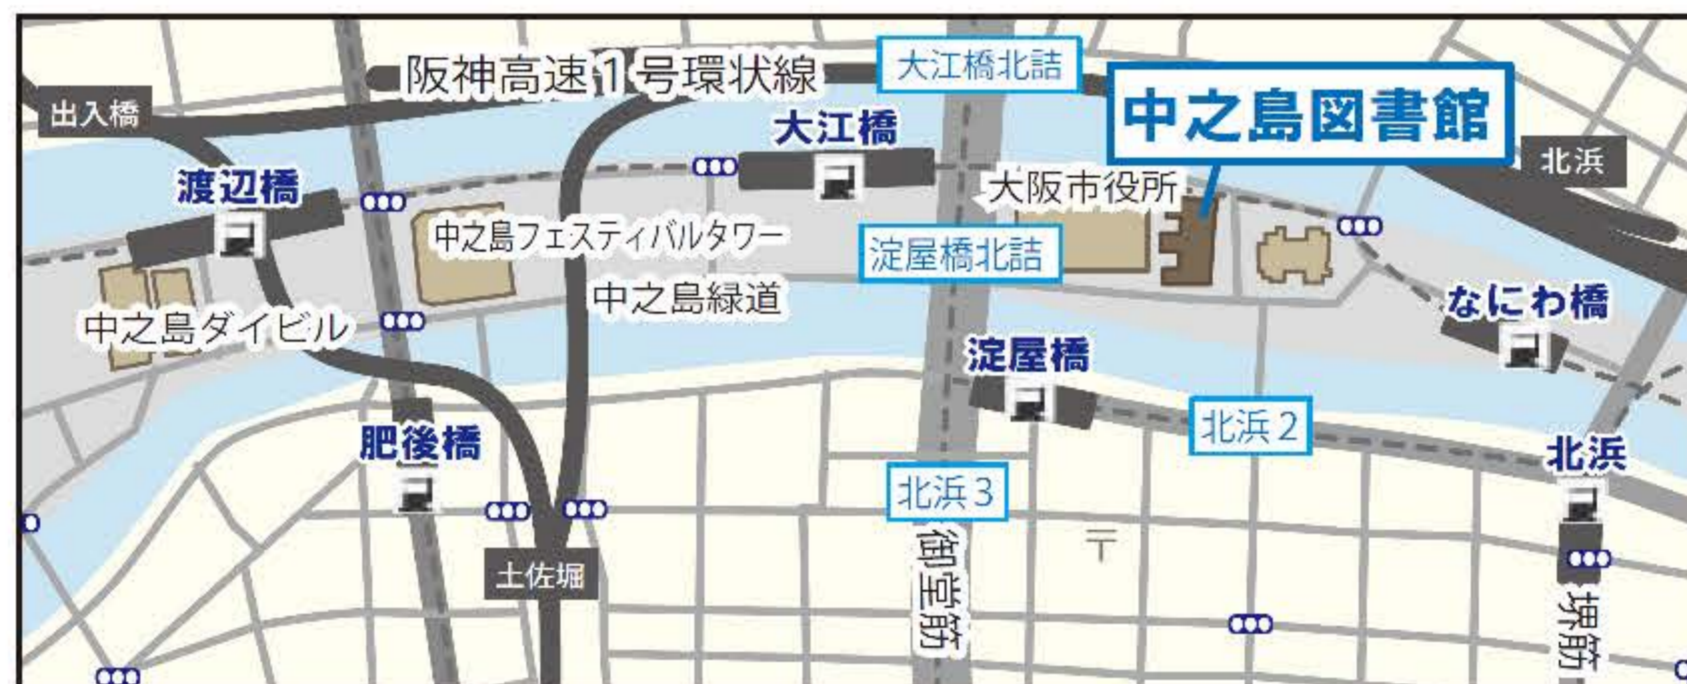 阪神高速1号環状線
大江橋北詰
中之島図書館
出入橋
大江橋
北浜
渡辺橋
大阪市役所
中之島フェスティバルタワー
淀屋橋北詰
中之島緑道
なにわ橋
中之島ダイビル
淀屋橋
北浜2
肥後橋
北浜
北浜3
〒
土佐堀
御堂筋
堺筋